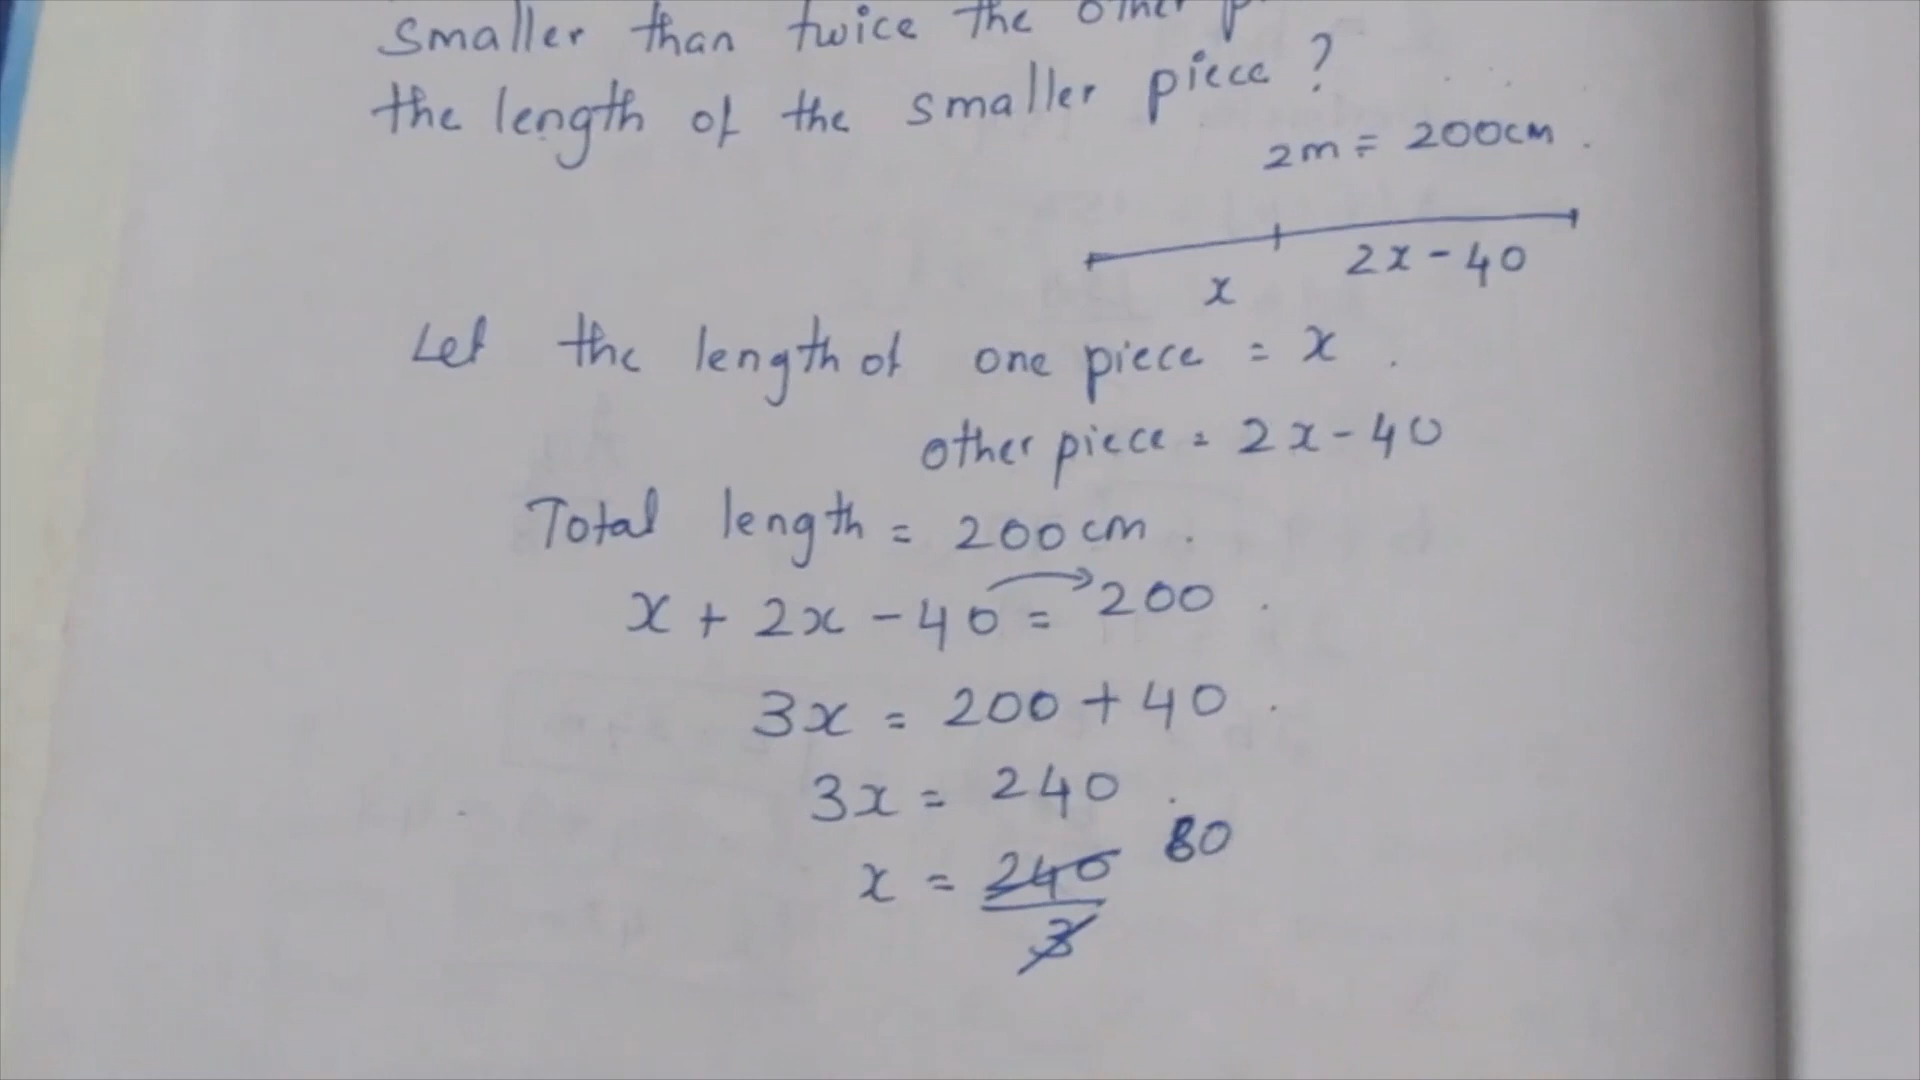 smaller than twice the other
the length of the smaller piece ?
2m = 200cm .
x 2x - 40
Let the length of one piece = x .
other piece = 2x - 40
Total length = 200 cm .
x + 2x - 40 = 200 .
3x = 200 + 40 .
3x = 240 .
x = 240/3 80